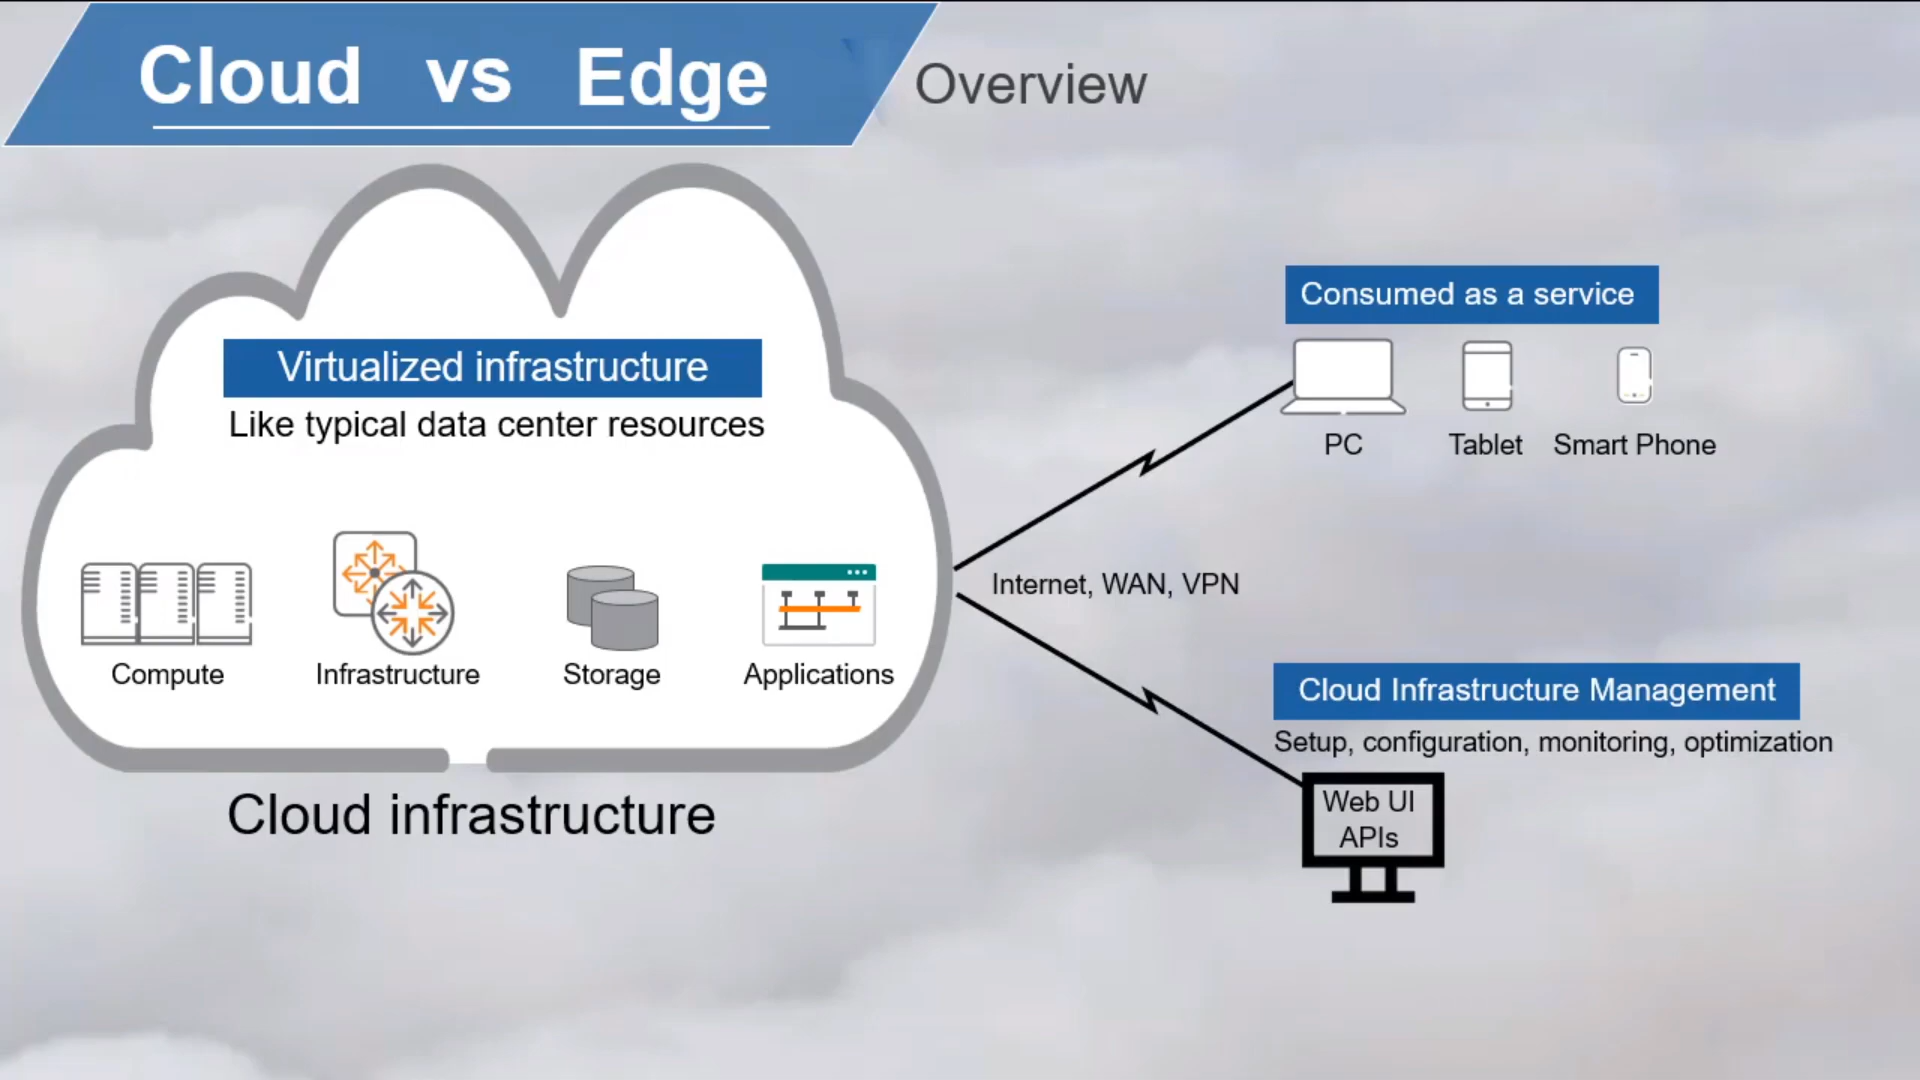 Cloud vs Edge
Overview
Virtualized infrastructure
Like typical data center resources
Compute
Infrastructure
Storage
Applications
Cloud infrastructure
Internet, WAN, VPN
Consumed as a service
PC
Tablet
Smart Phone
Cloud Infrastructure Management
Setup, configuration, monitoring, optimization
Web UI
APIs